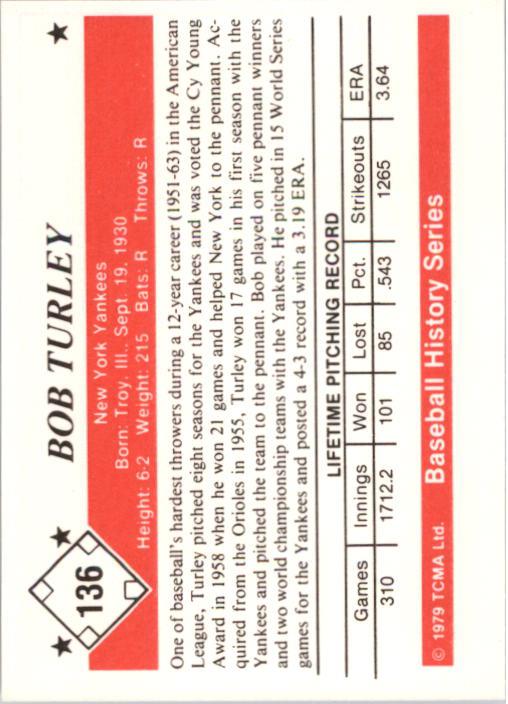 136
BOB TURLEY
New York Yankees
Born: Troy, Ill., Sept. 19, 1930
Height: 6-2 Weight: 215 Bats: R Throws: R
One of baseball's hardest throwers during a 12-year career (1951-63) in the American
League, Turley pitched eight seasons for the Yankees and was voted the Cy Young
Award in 1958 when he won 21 games and helped New York to the pennant. Ac-
quired from the Orioles in 1955, Turley won 17 games in his first season with the
Yankees and pitched the team to the pennant. Bob played on five pennant winners
and two world championship teams with the Yankees. He pitched in 15 World Series
games for the Yankees and posted a 4-3 record with a 3.19 ERA.
LIFETIME PITCHING RECORD
Games Innings Won Lost Pct. Strikeouts ERA
310 1712.2 101 85 .543 1265 3.64
© 1979 TCMA Ltd. Baseball History Series